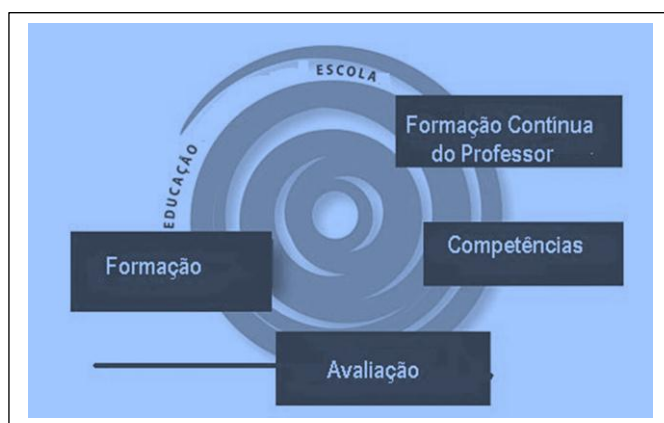 ESCOLA
EDUCAÇÃO
Formação Contínua
do Professor
Competências
Formação
Avaliação